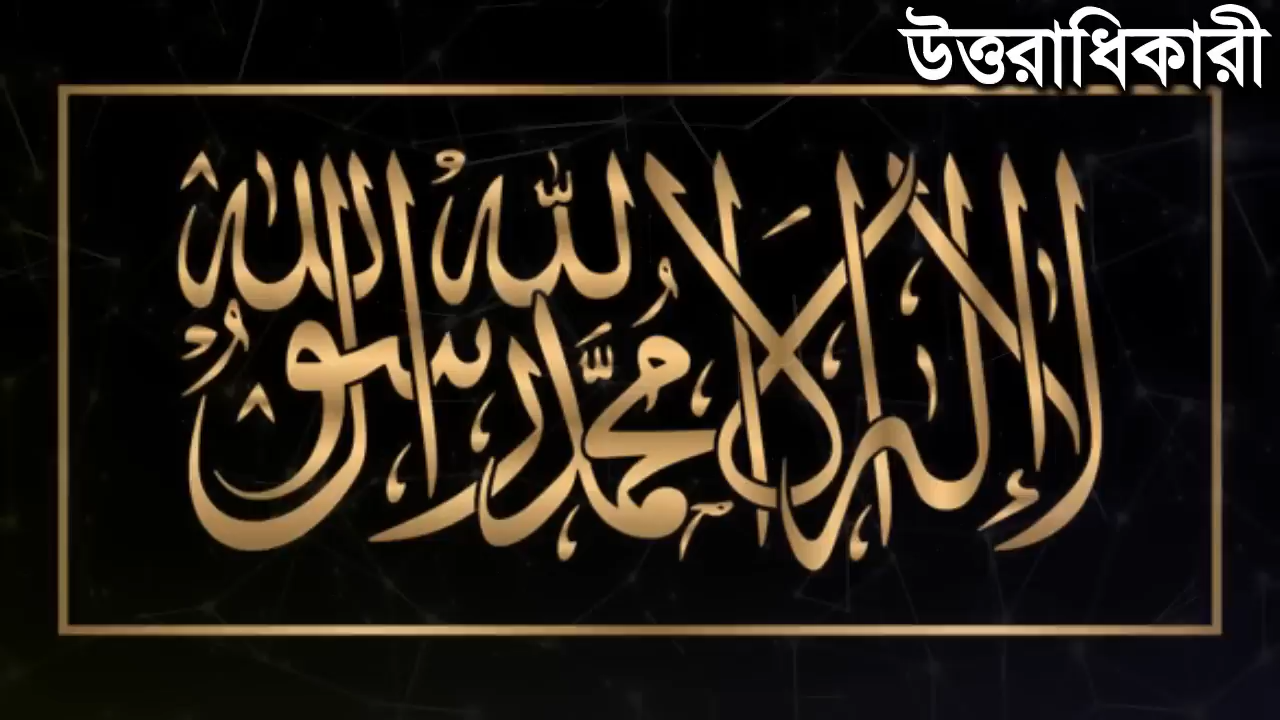 উত্তরাধিকারী
لا إله إلا الله محمد رسول الله